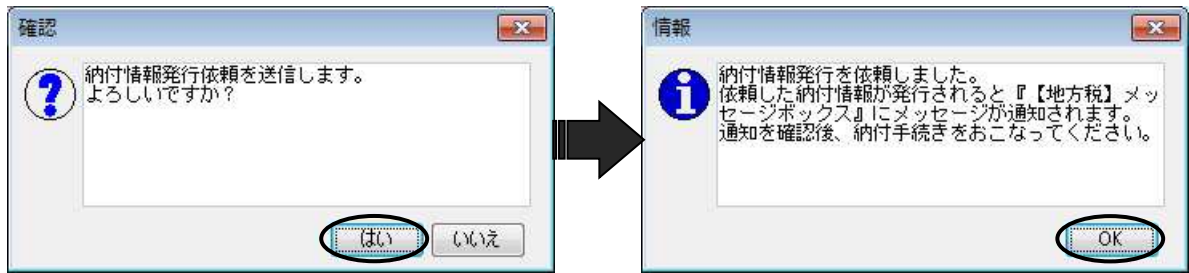 確認
納付情報発行依頼を送信します。
よろしいですか？
はい
いいえ
情報
納付情報発行を依頼しました。
依頼した納付情報が発行されると『【地方税】メッ
セージボックス』にメッセージが通知されます。
通知を確認後、納付手続きをおこなってください。
OK